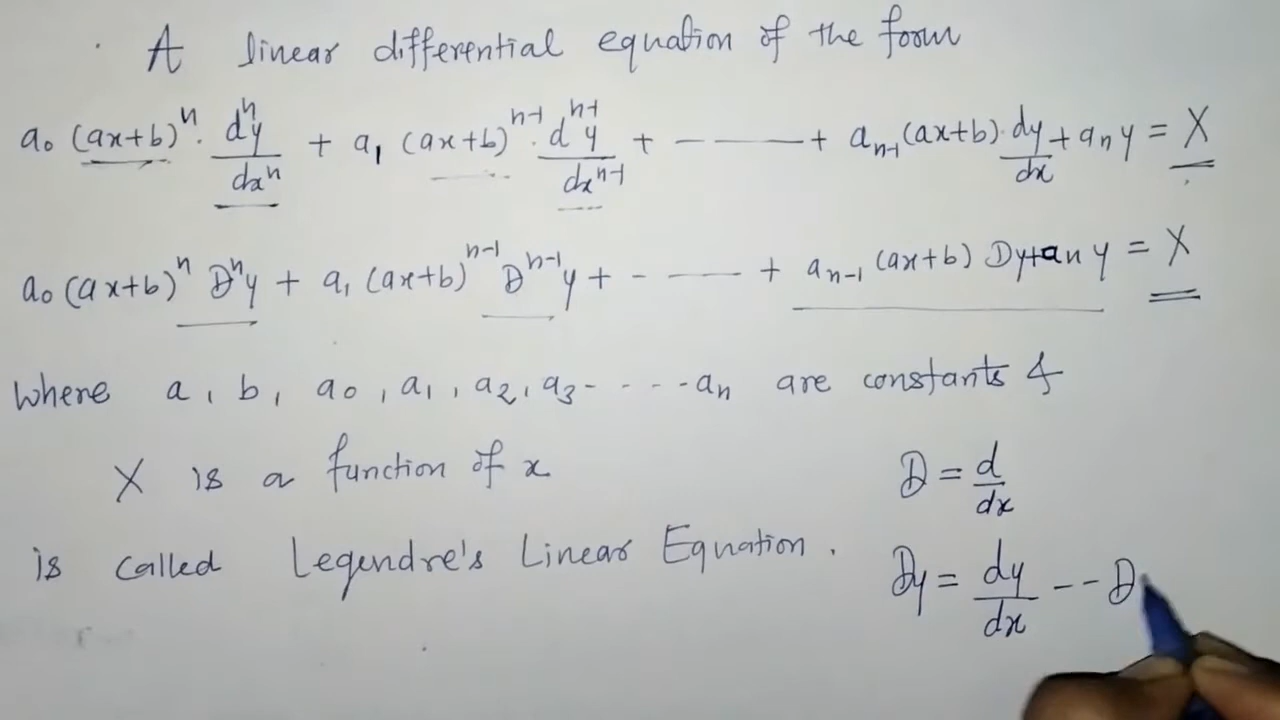 A linear differential equation of the form
a₀ (ax+b)ⁿ . dⁿy/dxⁿ + a₁ (ax+b)ⁿ⁻¹ . dⁿ⁻¹y/dxⁿ⁻¹ + - —— + aₙ₋₁ (ax+b) . dy/dx + aₙ y = X
a₀ (ax+b)ⁿ Dⁿy + a₁ (ax+b)ⁿ⁻¹ Dⁿ⁻¹y + - —— + aₙ₋₁ (ax+b) Dy + aₙ y = X
where a, b, a₀, a₁, a₂, a₃ - - - - aₙ are constants &
X is a function of x
D = d/dx
is called Legendre's Linear Equation.
Dy = dy/dx - - D